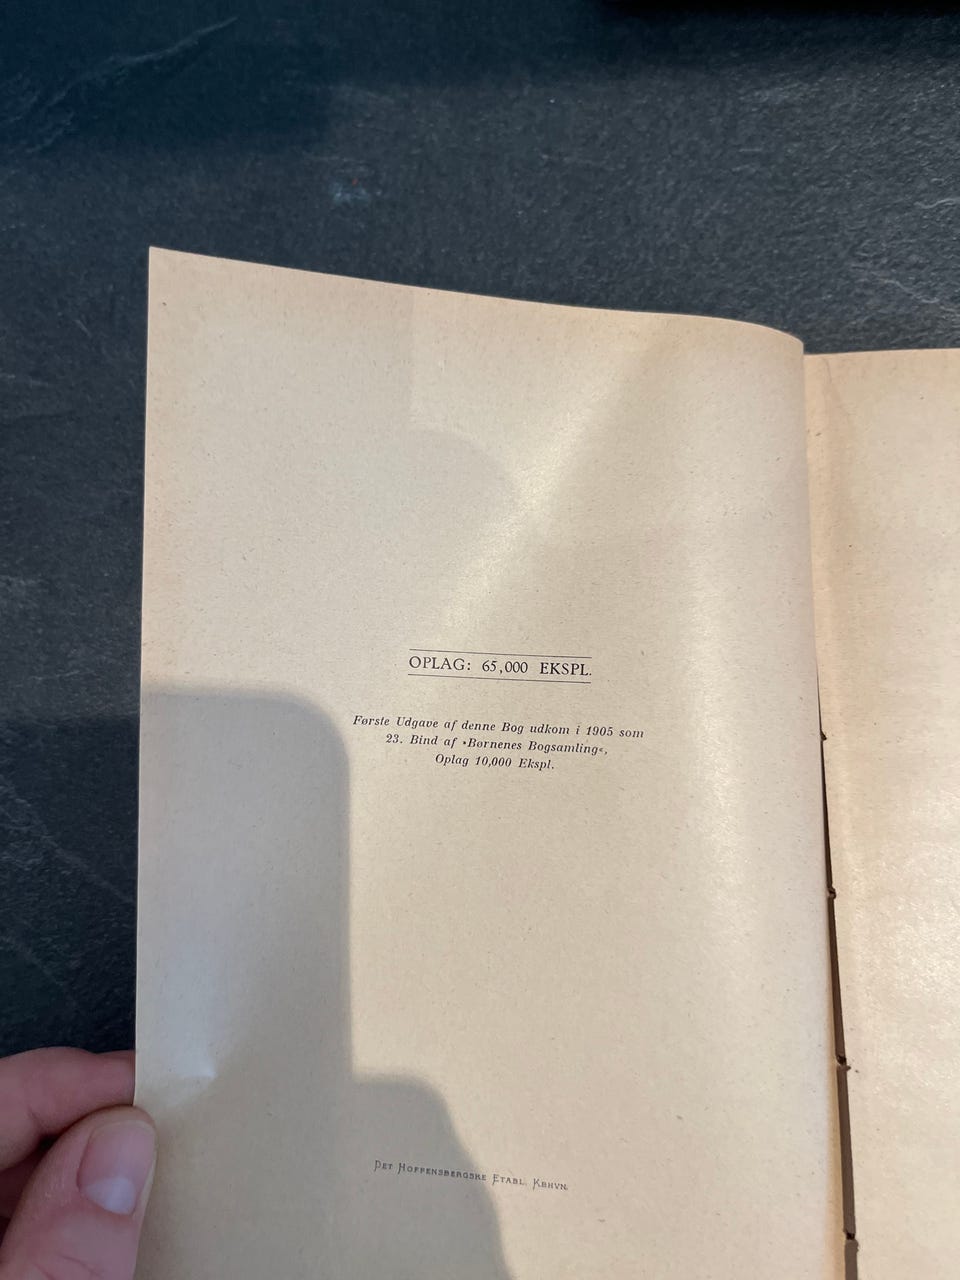 OPLAG: 65,000 EKSPL.
Første Udgave af denne Bog udkom i 1905 som
23. Bind af »Børnenes Bogsamling«,
Oplag 10,000 Ekspl.
Det Hoffensbergske Etabl. Kbhvn.